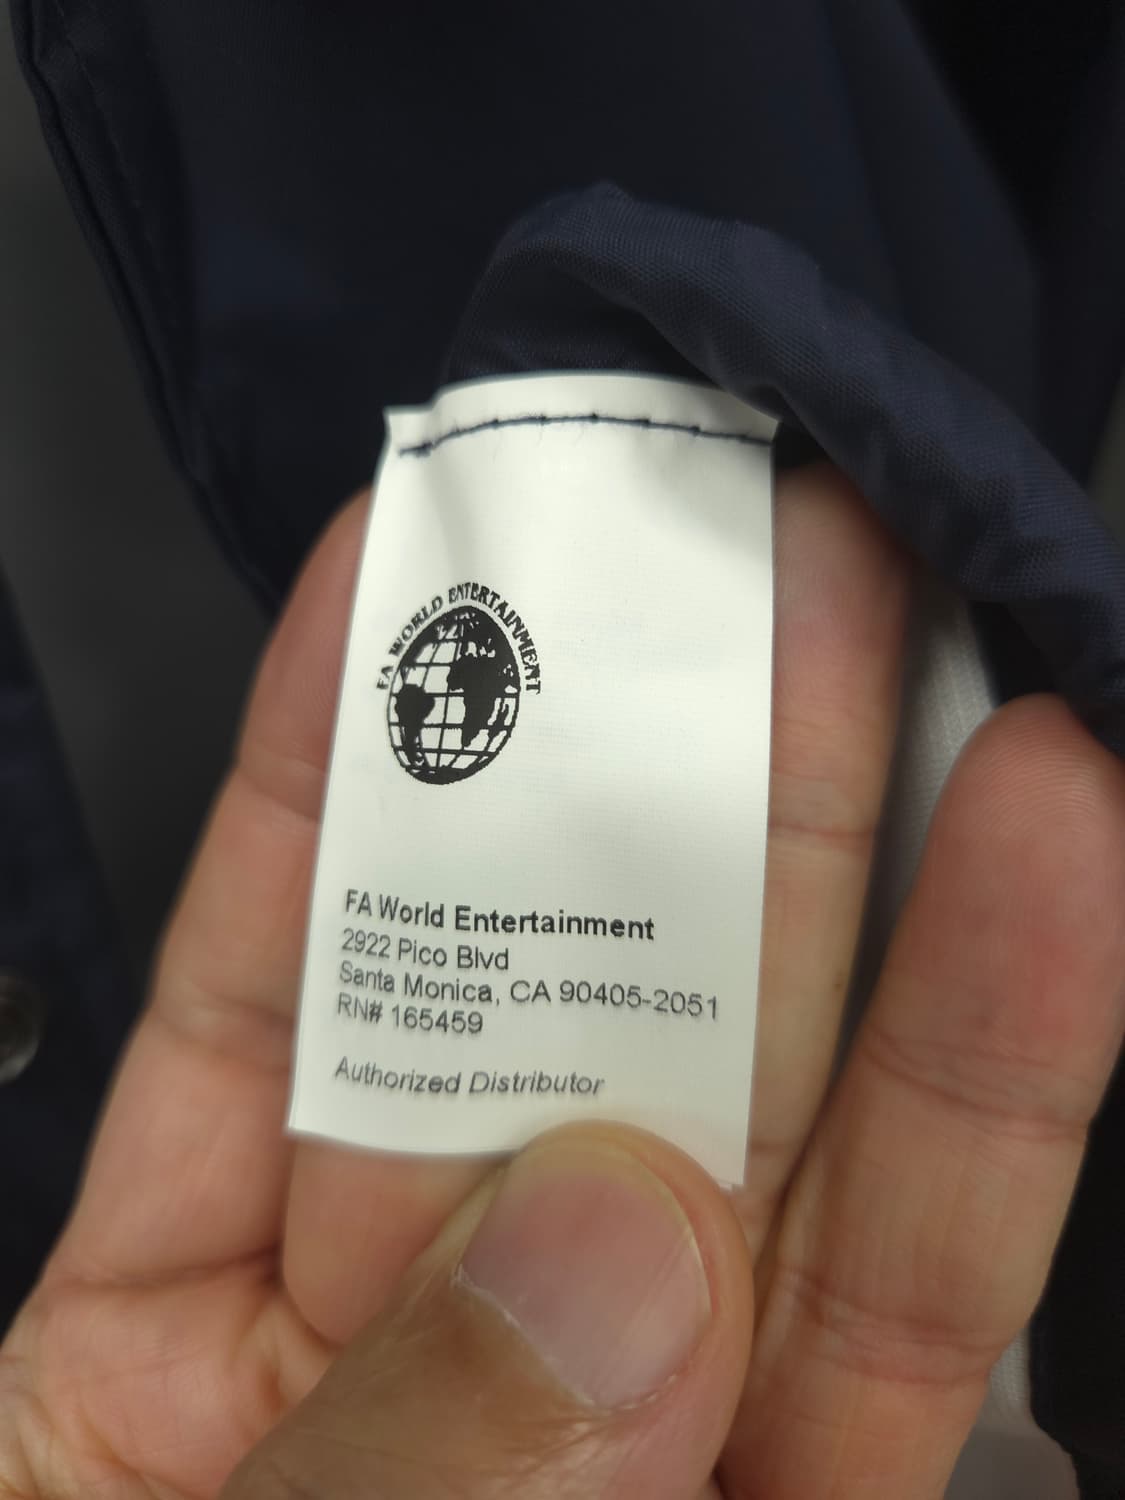 FA WORLD ENTERTAINMENT
FA World Entertainment
2922 Pico Blvd
Santa Monica, CA 90405-2051
RN# 165459
Authorized Distributor